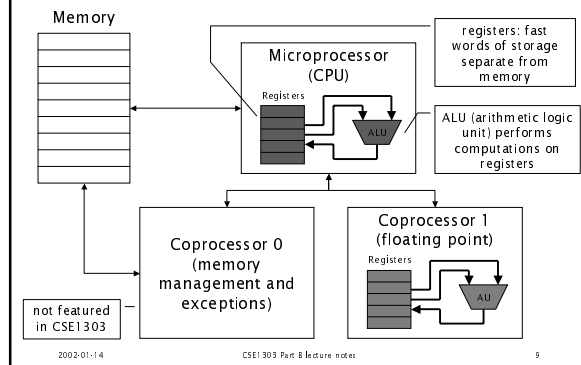 Memory
Microprocessor
(CPU)
Registers
ALU
registers: fast
words of storage
separate from
memory
ALU (arithmetic logic
unit) performs
computations on
registers
Coprocessor 0
(memory
management and
exceptions)
Coprocessor 1
(floating point)
Registers
AU
not featured
in CSE1303
2002-01-14
CSE1303 Part B lecture notes
9